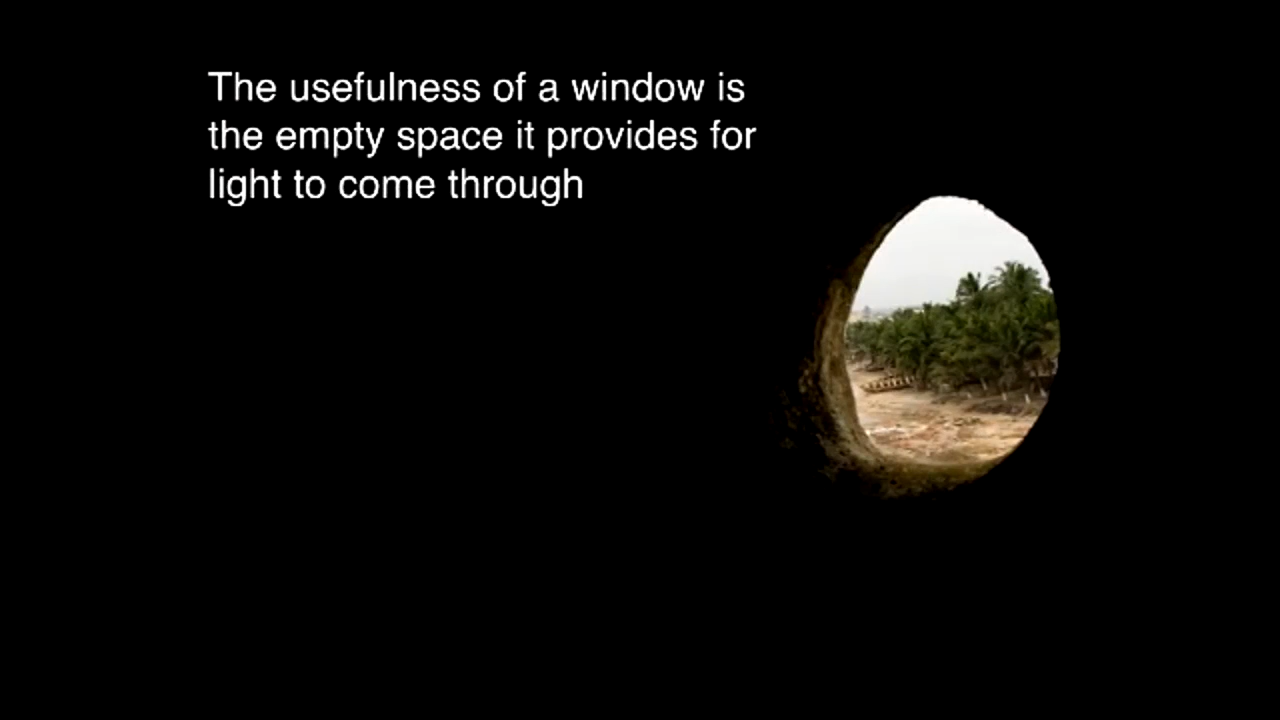 The usefulness of a window is
the empty space it provides for
light to come through